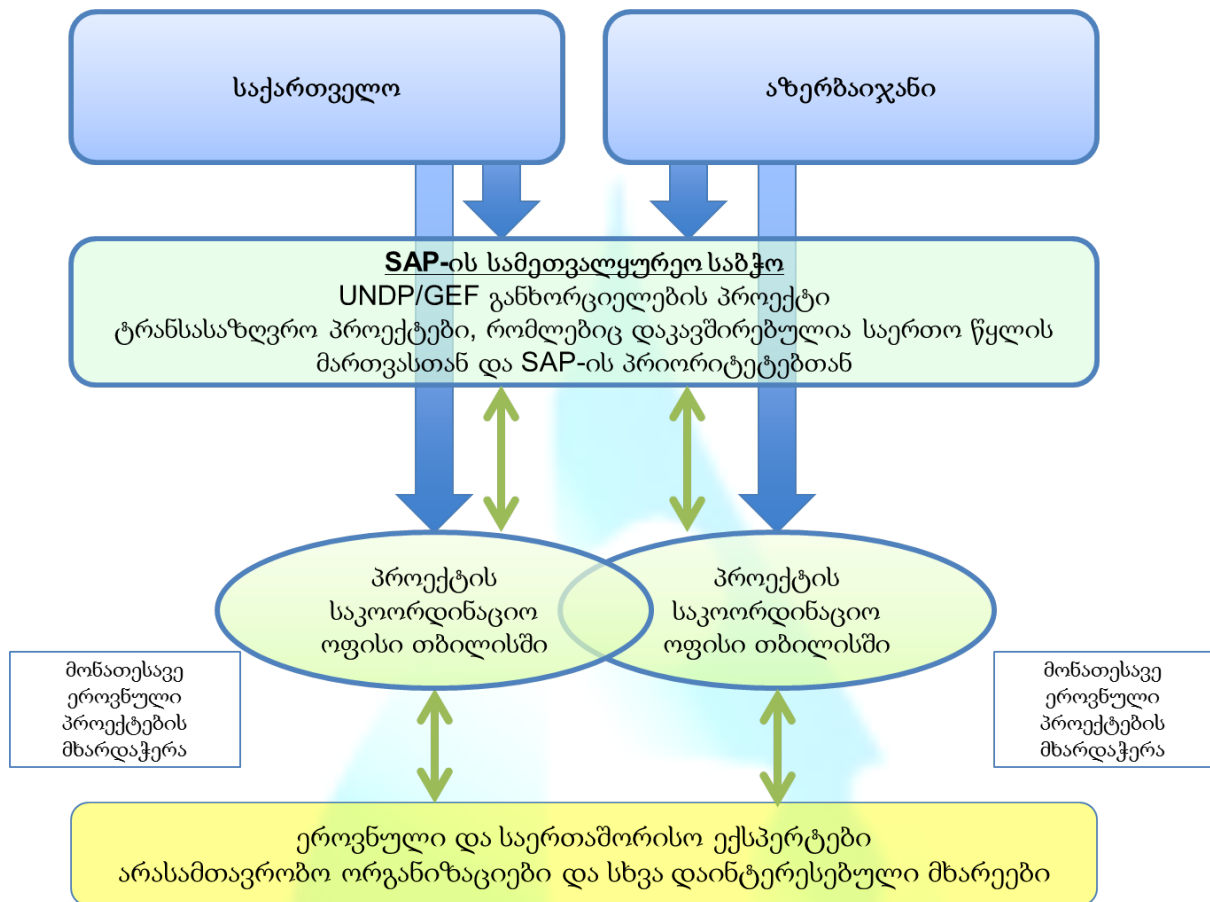 საქართველო
აზერბაიჯანი
SAP-ის სამეთვალყურეო საბჭო
UNDP/GEF განხორციელების პროექტი
ტრანსასაზღვრო პროექტები, რომლებიც დაკავშირებულია საერთო წყლის
მართვასთან და SAP-ის პრიორიტეტებთან
პროექტის
საკოორდინაციო
ოფისი თბილისში
პროექტის
საკოორდინაციო
ოფისი თბილისში
მონათესავე
ეროვნული
პროექტების
მხარდაჭერა
მონათესავე
ეროვნული
პროექტების
მხარდაჭერა
ეროვნული და საერთაშორისო ექსპერტები
არასამთავრობო ორგანიზაციები და სხვა დაინტერესებული მხარეები